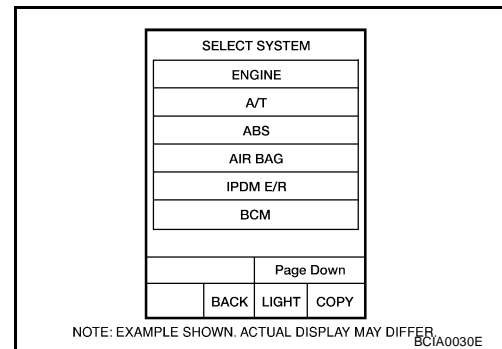 SELECT SYSTEM
ENGINE
A/T
ABS
AIR BAG
IPDM E/R
BCM
Page Down
BACK LIGHT COPY
NOTE: EXAMPLE SHOWN. ACTUAL DISPLAY MAY DIFFER.
BCIA0030E